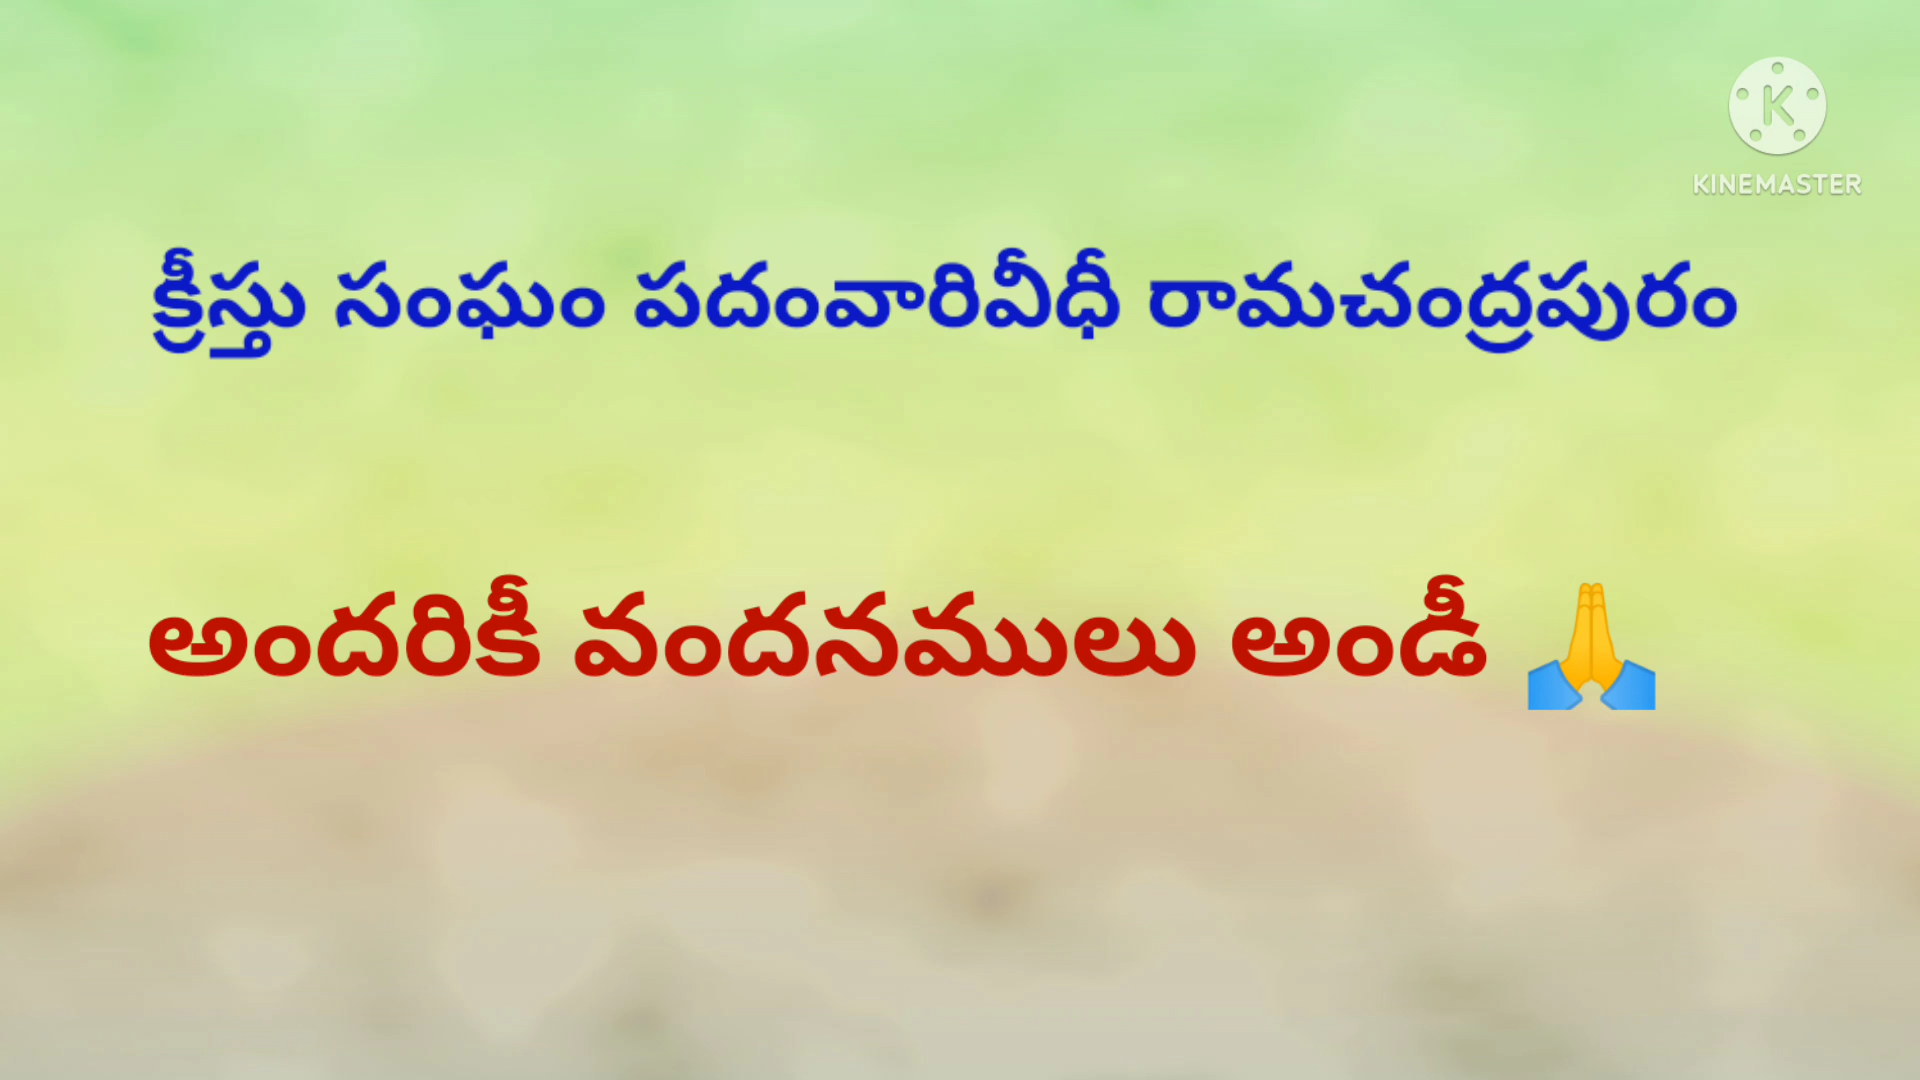 KINEMASTER
క్రీస్తు సంఘం పదంవారివీధీ రామచంద్రపురం
అందరికీ వందనములు అండీ 🙏